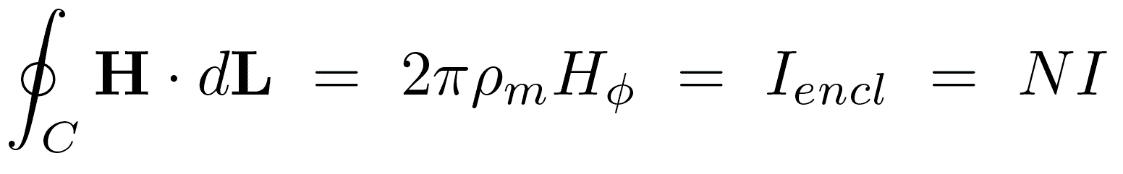 ∮_C 𝐇 · d𝐋 = 2πρ_m H_ϕ = I_encl = NI